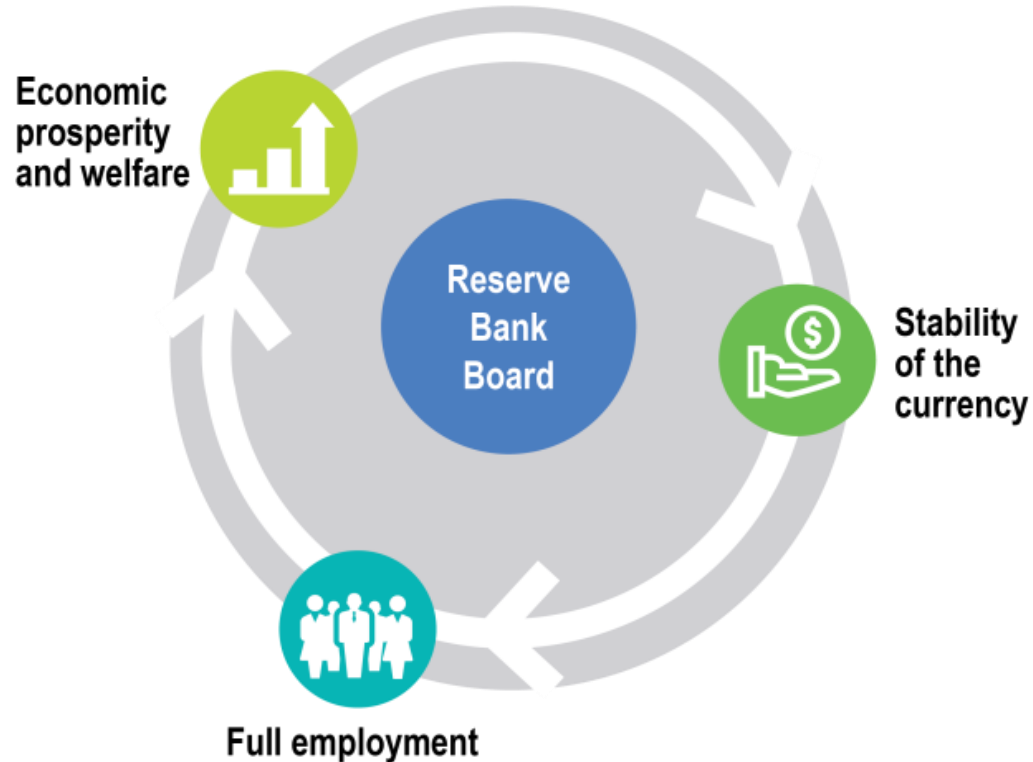 Economic
prosperity
and welfare
Reserve
Bank
Board
$
Stability
of the
currency
Full employment